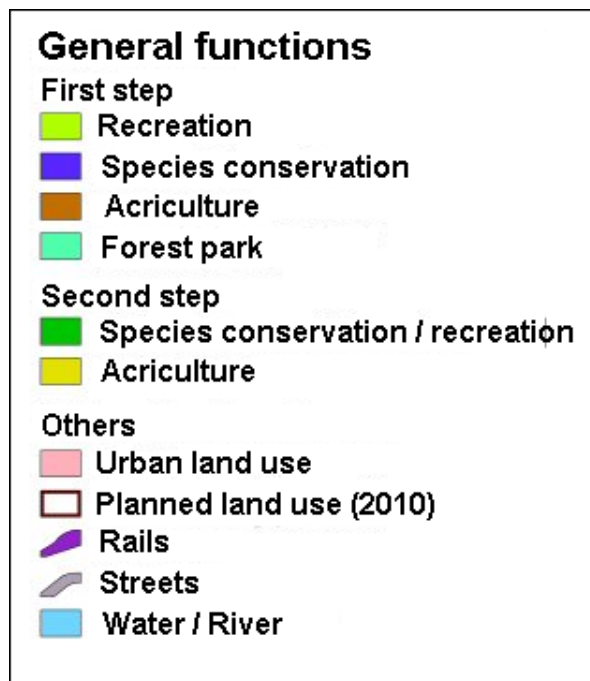 General functions
First step
Recreation
Species conservation
Acriculture
Forest park
Second step
Species conservation / recreation
Acriculture
Others
Urban land use
Planned land use (2010)
Rails
Streets
Water / River